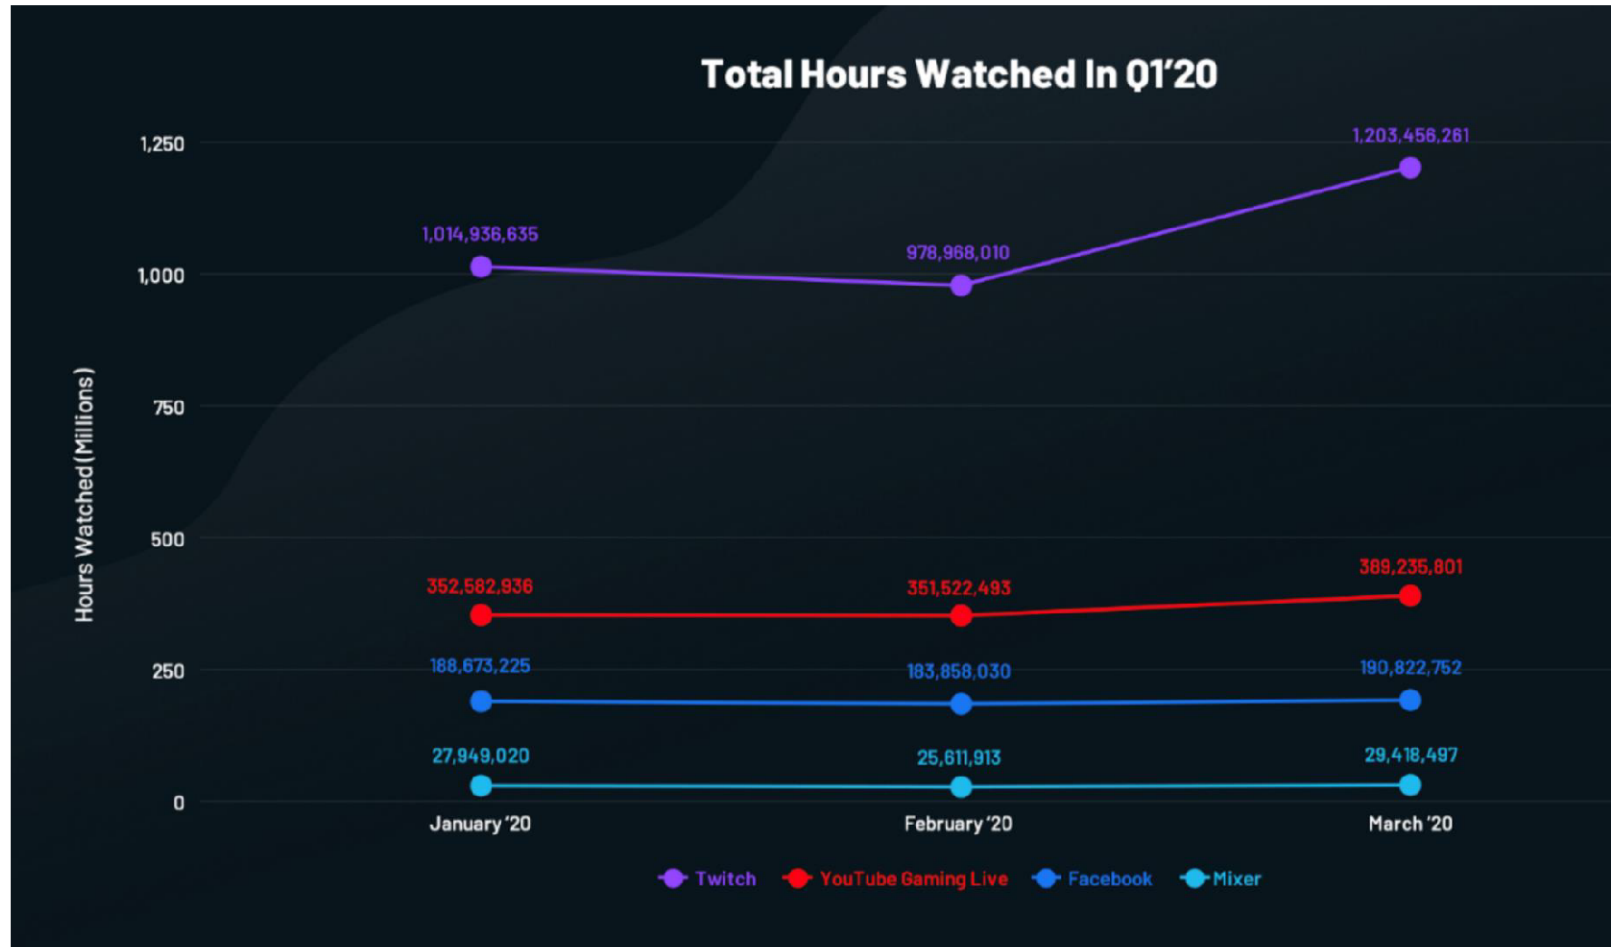 Total Hours Watched In Q1’20
Hours Watched (Millions)
1,250
1,000
750
500
250
0
1,014,936,635
978,968,010
1,203,456,261
352,582,936
351,522,493
389,235,801
188,673,225
183,858,030
190,822,752
27,949,020
25,611,913
29,418,497
January ’20
February ’20
March ’20
Twitch
YouTube Gaming Live
Facebook
Mixer